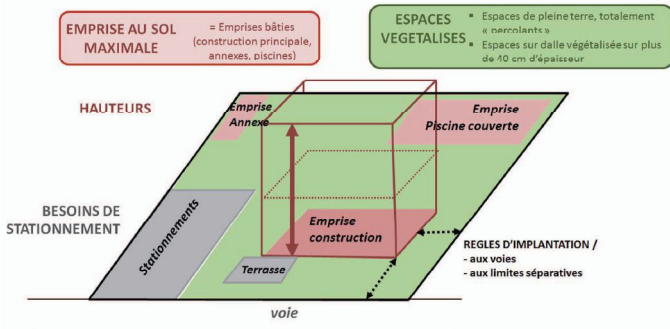 EMPRISE AU SOL
MAXIMALE
= Emprises bâties
(construction principale,
annexes, piscines)
ESPACES
VEGETALISES
▪ Espaces de pleine terre, totalement
« percolants »
▪ Espaces sur dalle végétalisée sur plus
de 40 cm d'épaisseur
HAUTEURS
Emprise
Annexe
Emprise
Piscine couverte
BESOINS DE
STATIONNEMENT
Stationnements
Emprise
construction
Terrasse
REGLES D'IMPLANTATION /
- aux voies
- aux limites séparatives
voie